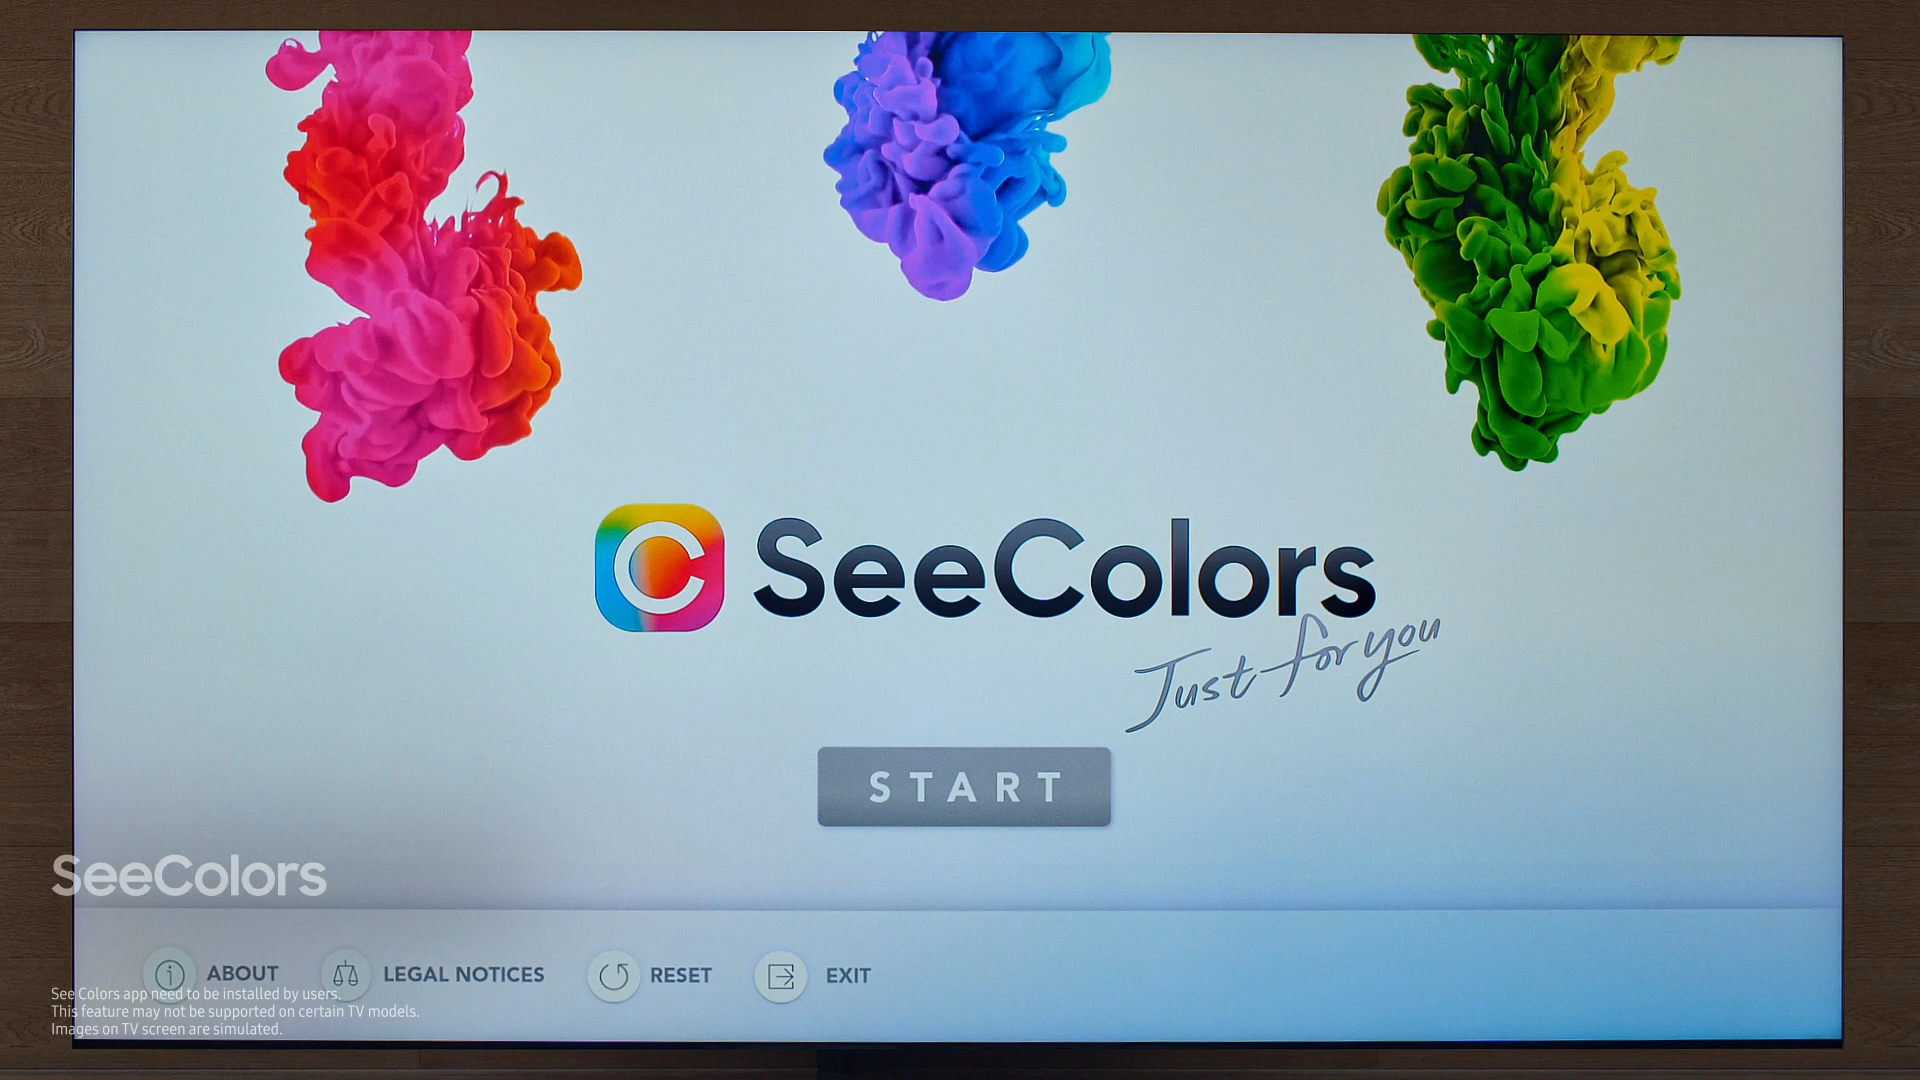 SeeColors
Just for you
START
SeeColors
ABOUT
LEGAL NOTICES
RESET
EXIT
See Colors app need to be installed by users.
This feature may not be supported on certain TV models.
Images on TV screen are simulated.